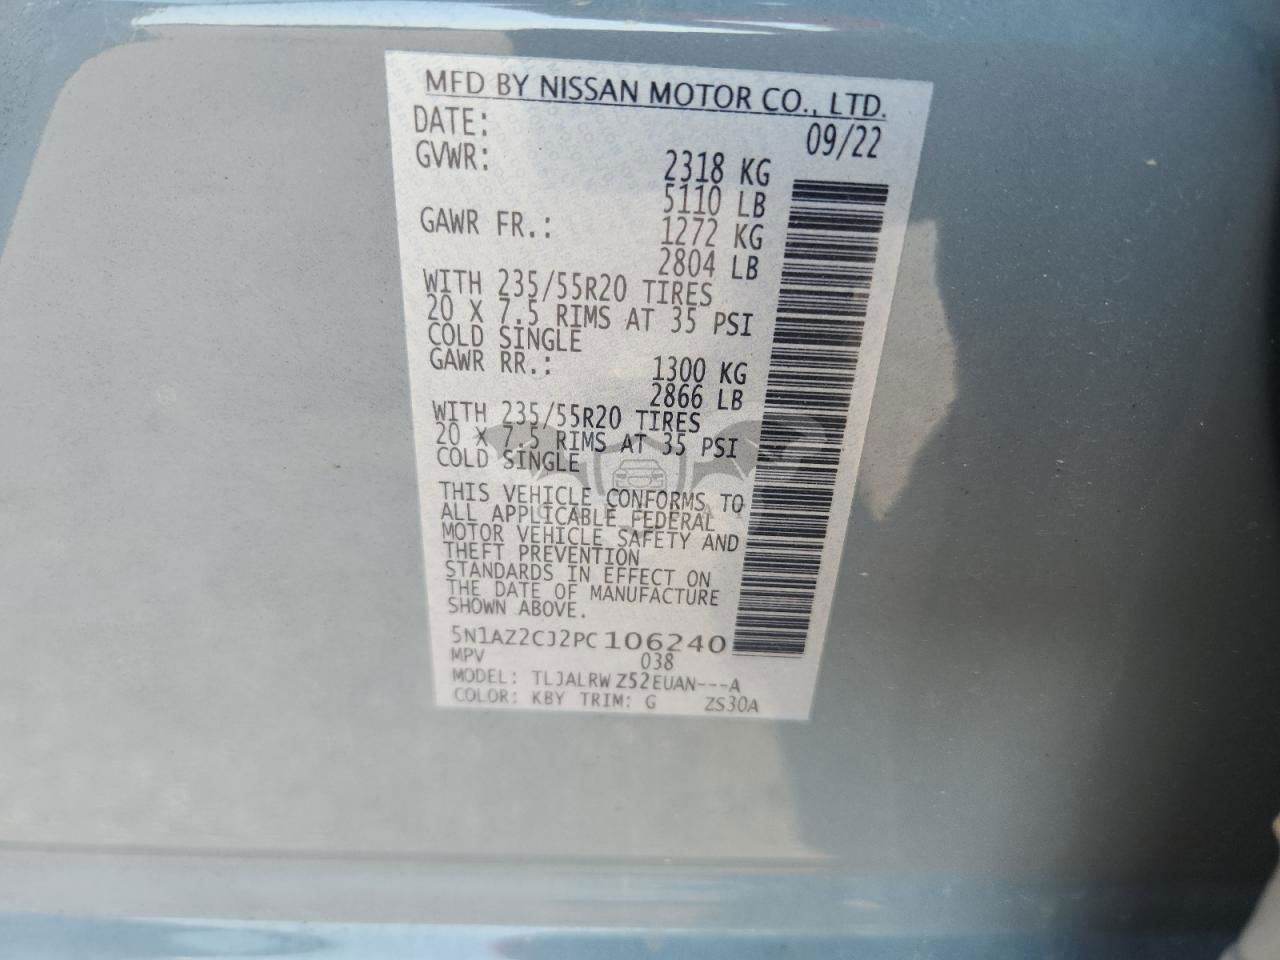 MFD BY NISSAN MOTOR CO., LTD.
DATE: 09/22
GVWR: 2318 KG
5110 LB
GAWR FR.: 1272 KG
2804 LB
WITH 235/55R20 TIRES
20 X 7.5 RIMS AT 35 PSI
COLD SINGLE
GAWR RR.: 1300 KG
2866 LB
WITH 235/55R20 TIRES
20 X 7.5 RIMS AT 35 PSI
COLD SINGLE
THIS VEHICLE CONFORMS TO
ALL APPLICABLE FEDERAL
MOTOR VEHICLE SAFETY AND
THEFT PREVENTION
STANDARDS IN EFFECT ON
THE DATE OF MANUFACTURE
SHOWN ABOVE.
5N1AZ2CJ2PC106240
MPV 038
MODEL: TLJALRW Z52EUAN---A
COLOR: KBY TRIM: G ZS30A